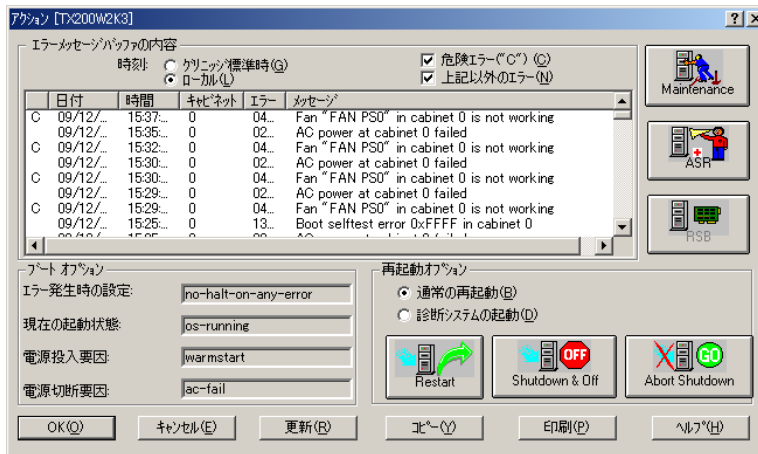 アクション [TX200W2K3]
エラーメッセージバッファの内容
時刻: グリニッジ標準時(G)
ローカル(L)
危険エラー("C") (C)
上記以外のエラー(N)
日付 時間 キャビネット エラー メッセージ
C 09/12/... 15:37:... 0 04... Fan "FAN PS0" in cabinet 0 is not working
09/12/... 15:35:... 0 02... AC power at cabinet 0 failed
C 09/12/... 15:32:... 0 04... Fan "FAN PS0" in cabinet 0 is not working
09/12/... 15:30:... 0 02... AC power at cabinet 0 failed
C 09/12/... 15:30:... 0 04... Fan "FAN PS0" in cabinet 0 is not working
09/12/... 15:29:... 0 02... AC power at cabinet 0 failed
C 09/12/... 15:29:... 0 04... Fan "FAN PS0" in cabinet 0 is not working
09/12/... 15:25:... 0 13... Boot selftest error 0xFFFF in cabinet 0
Maintenance
ASR
RSB
ブート オプション
エラー発生時の設定: no-halt-on-any-error
現在の起動状態: os-running
電源投入要因: warmstart
電源切断要因: ac-fail
再起動オプション
通常の再起動(B)
診断システムの起動(D)
Restart
OFF
Shutdown & Off
GO
Abort Shutdown
OK(O) キャンセル(E) 更新(R) コピー(Y) 印刷(P) ヘルプ(H)